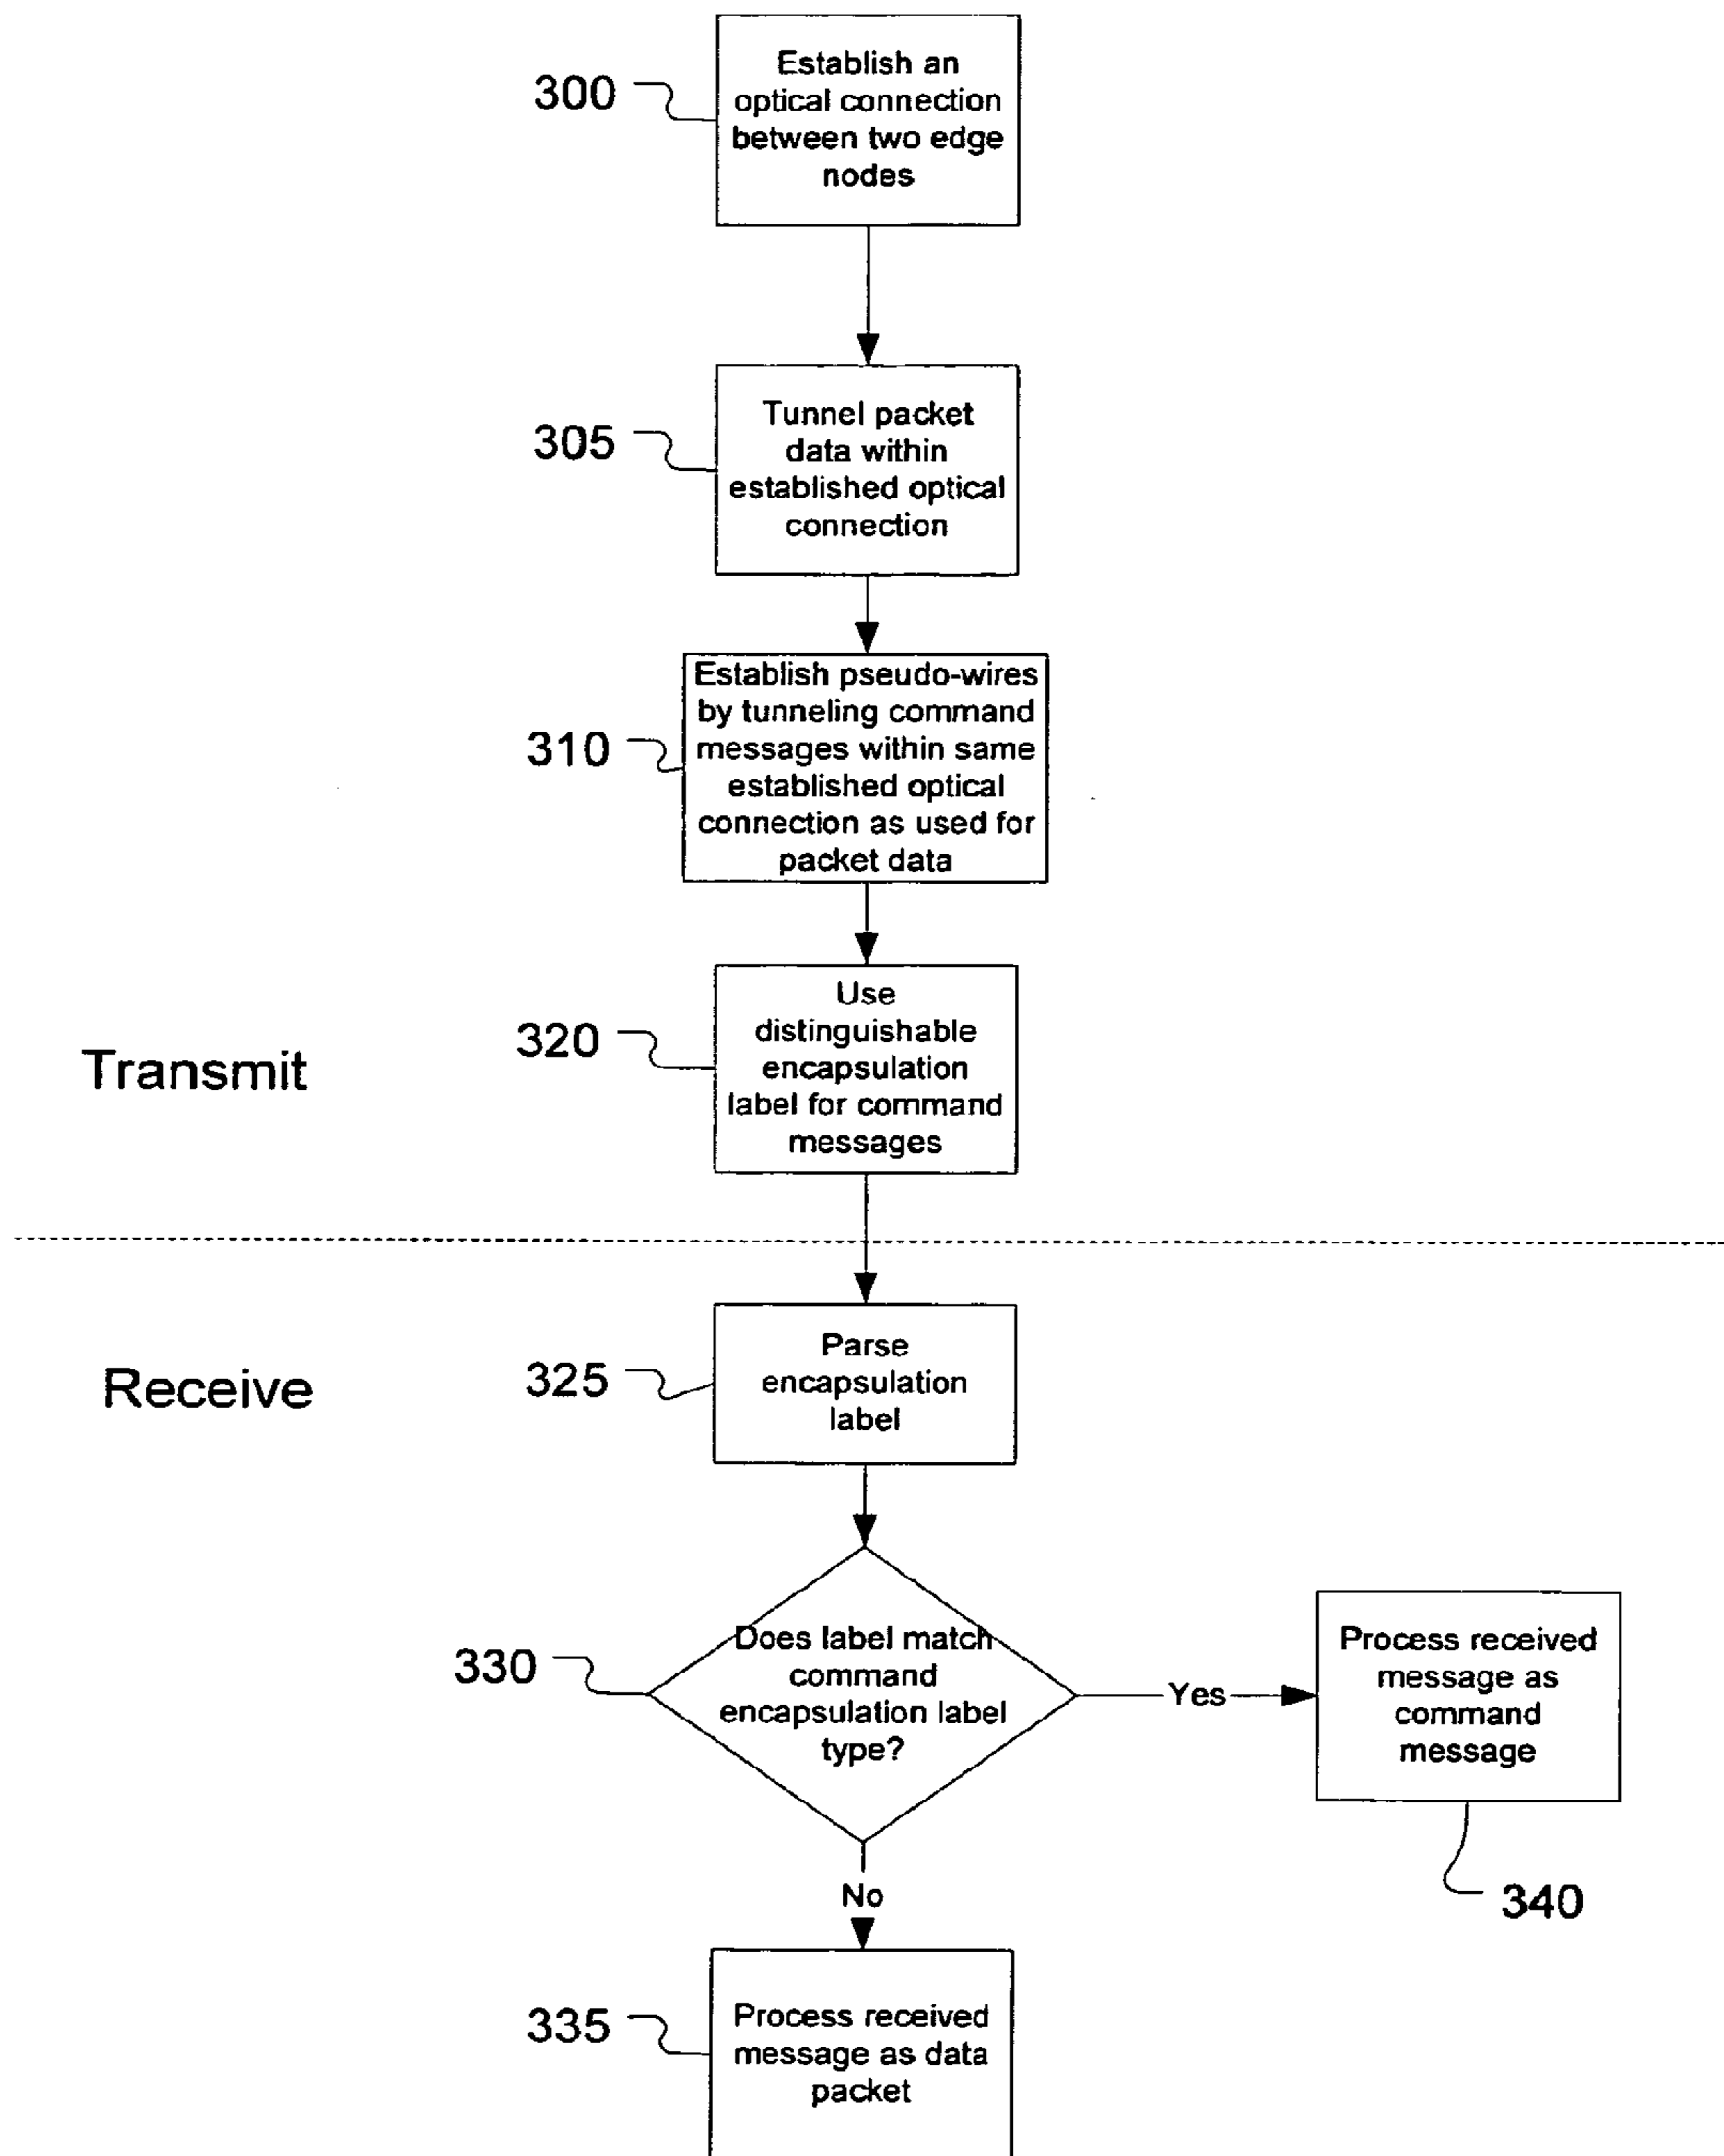 300
Establish an
optical connection
between two edge
nodes
305
Tunnel packet
data within
established optical
connection
310
Establish pseudo-wires
by tunneling command
messages within same
established optical
connection as used for
packet data
Transmit
320
Use
distinguishable
encapsulation
label for command
messages
Receive
325
Parse
encapsulation
label
330
Does label match
command
encapsulation label
type?
Yes
Process received
message as
command
message
340
No
335
Process received
message as data
packet